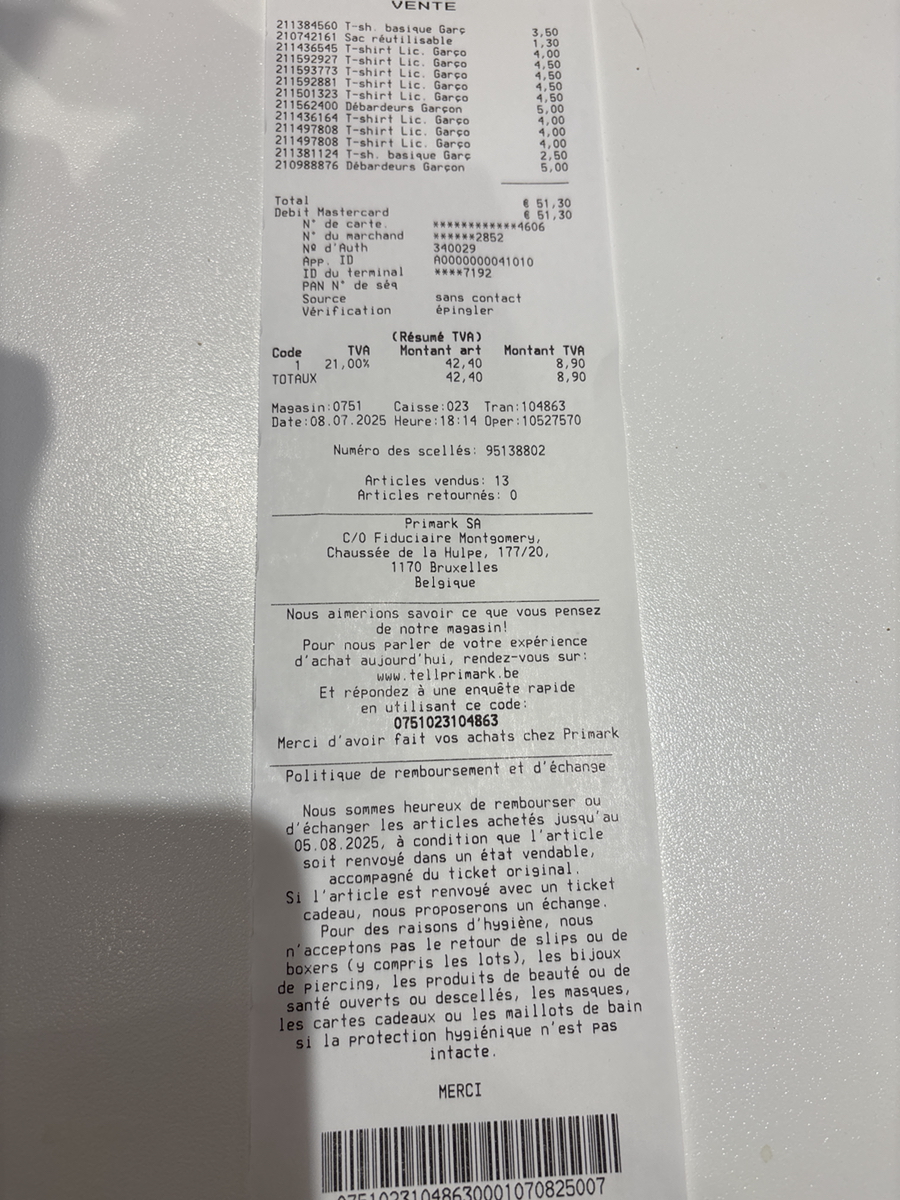 VENTE
211384560 T-sh. basique Garç 3,50
210742161 Sac réutilisable 1,30
211436545 T-shirt Lic. Garço 4,00
211592927 T-shirt Lic. Garço 4,50
211593773 T-shirt Lic. Garço 4,50
211592881 T-shirt Lic. Garço 4,50
211501323 T-shirt Lic. Garço 4,50
211562400 Débardeurs Garçon 5,00
211436164 T-shirt Lic. Garço 4,00
211497808 T-shirt Lic. Garço 4,00
211497808 T-shirt Lic. Garço 4,00
211381124 T-sh. basique Garç 2,50
210988876 Débardeurs Garçon 5,00
Total € 51,30
Debit Mastercard € 51,30
N° de carte. ************4606
N° du marchand ******2852
Nº d'Auth 340029
App. ID A0000000041010
ID du terminal ****7192
PAN N° de séq
Source sans contact
Vérification épingler
(Résumé TVA)
Code TVA Montant art Montant TVA
1 21,00% 42,40 8,90
TOTAUX 42,40 8,90
Magasin:0751 Caisse:023 Tran:104863
Date:08.07.2025 Heure:18:14 Oper:10527570
Numéro des scellés: 95138802
Articles vendus: 13
Articles retournés: 0
Primark SA
C/O Fiduciaire Montgomery,
Chaussée de la Hulpe, 177/20,
1170 Bruxelles
Belgique
Nous aimerions savoir ce que vous pensez
de notre magasin!
Pour nous parler de votre expérience
d'achat aujourd'hui, rendez-vous sur:
www.tellprimark.be
Et répondez à une enquête rapide
en utilisant ce code:
0751023104863
Merci d'avoir fait vos achats chez Primark
Politique de remboursement et d'échange
Nous sommes heureux de rembourser ou
d'échanger les articles achetés jusqu'au
05.08.2025, à condition que l'article
soit renvoyé dans un état vendable,
accompagné du ticket original.
Si l'article est renvoyé avec un ticket
cadeau, nous proposerons un échange.
Pour des raisons d'hygiène, nous
n'acceptons pas le retour de slips ou de
boxers (y compris les lots), les bijoux
de piercing, les produits de beauté ou de
santé ouverts ou descellés, les masques,
les cartes cadeaux ou les maillots de bain
si la protection hygiénique n'est pas
intacte.
MERCI
07510231048630001070825007